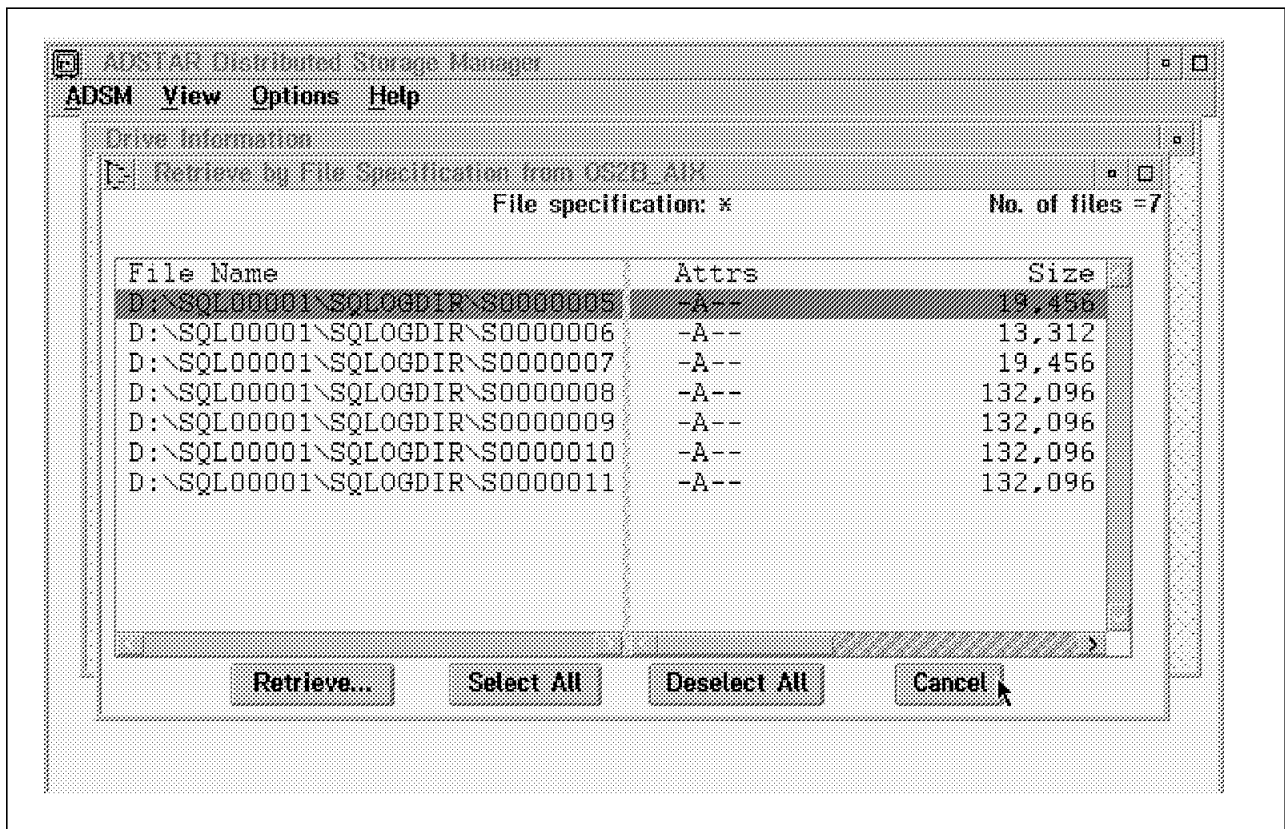 ADSTAR Distributed Storage Manager
ADSM View Options Help
Drive Information
Retrieve by File Specification from OS2B_AIX
File specification: * No. of files =7
File Name Attrs Size
D:\SQL00001\SQLOGDIR\S0000005 -A-- 19,456
D:\SQL00001\SQLOGDIR\S0000006 -A-- 13,312
D:\SQL00001\SQLOGDIR\S0000007 -A-- 19,456
D:\SQL00001\SQLOGDIR\S0000008 -A-- 132,096
D:\SQL00001\SQLOGDIR\S0000009 -A-- 132,096
D:\SQL00001\SQLOGDIR\S0000010 -A-- 132,096
D:\SQL00001\SQLOGDIR\S0000011 -A-- 132,096
Retrieve... Select All Deselect All Cancel